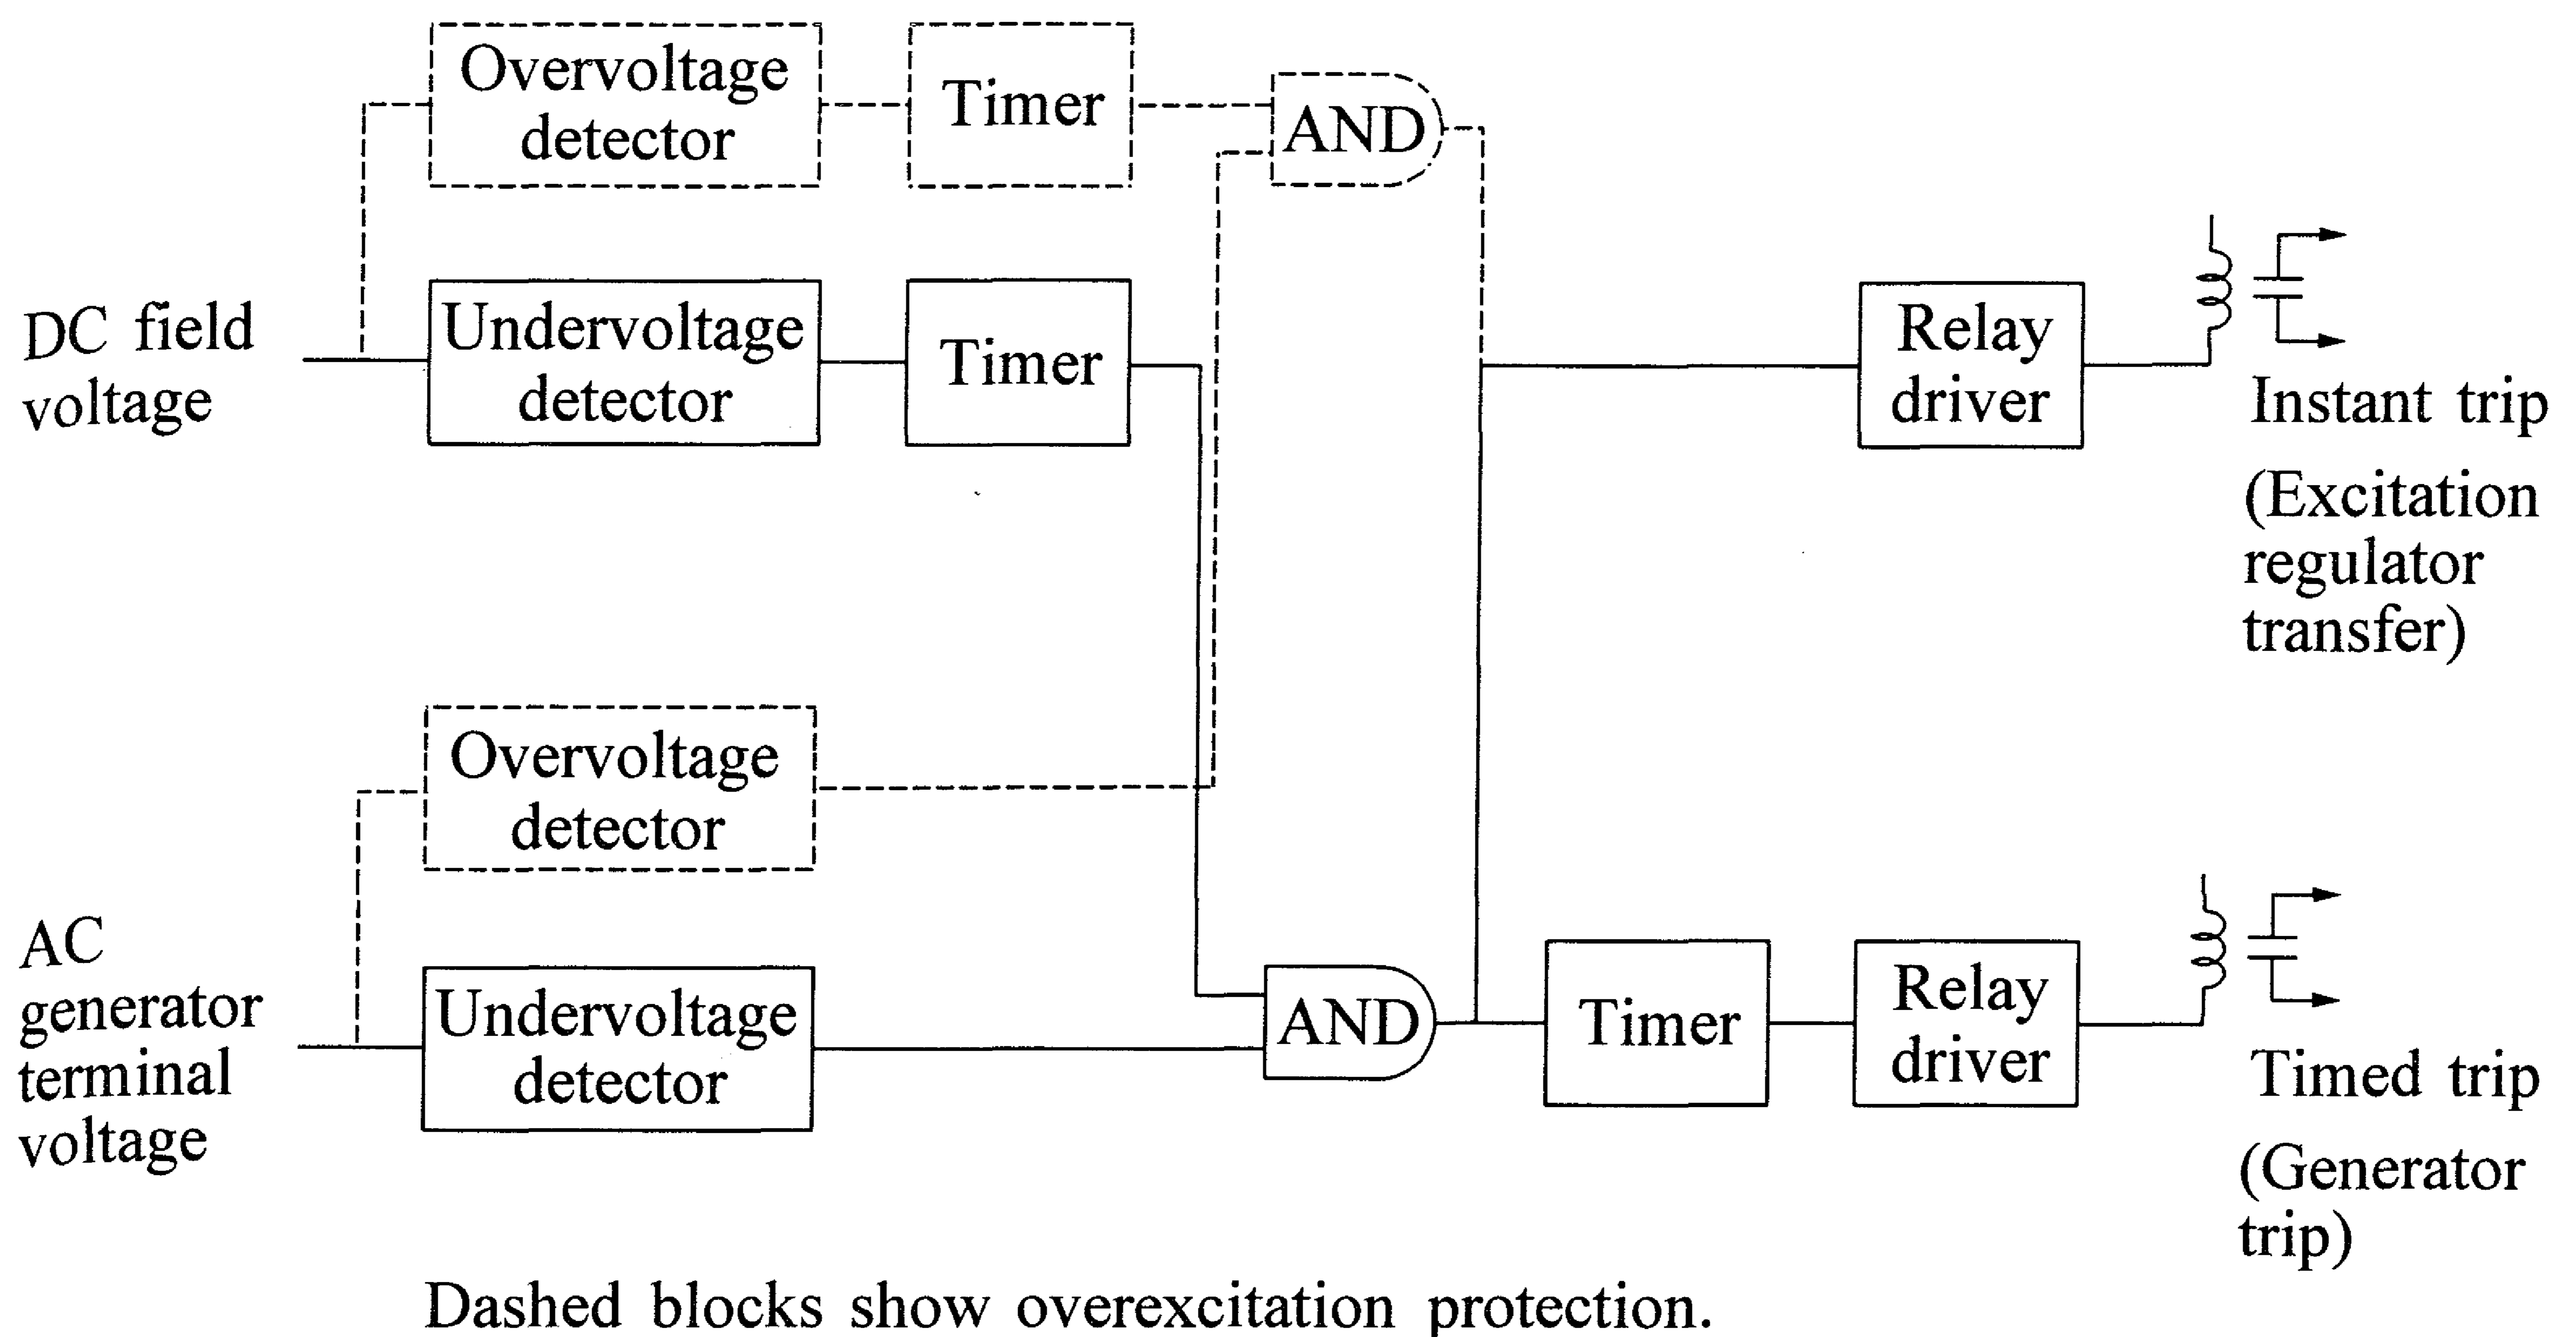 Overvoltage
detector
Timer
AND
DC field
voltage
Undervoltage
detector
Timer
Relay
driver
Instant trip
(Excitation
regulator
transfer)
Overvoltage
detector
AC
generator
terminal
voltage
Undervoltage
detector
AND
Timer
Relay
driver
Timed trip
(Generator
trip)
Dashed blocks show overexcitation protection.